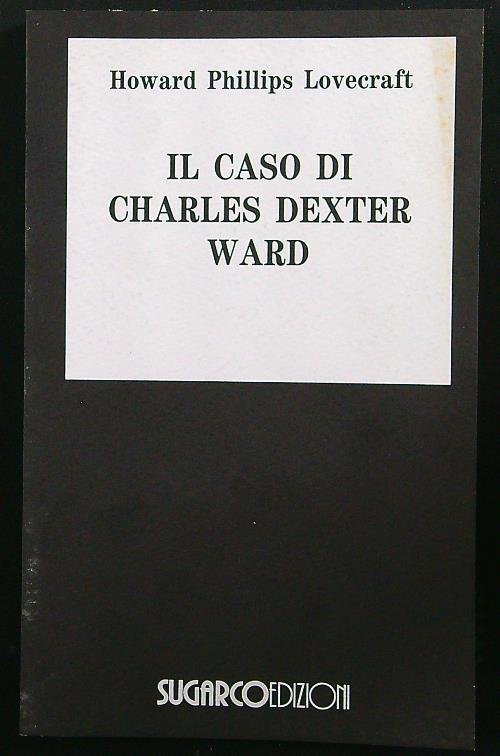 Howard Phillips Lovecraft
IL CASO DI
CHARLES DEXTER
WARD
SUGARCOEDIZIONI